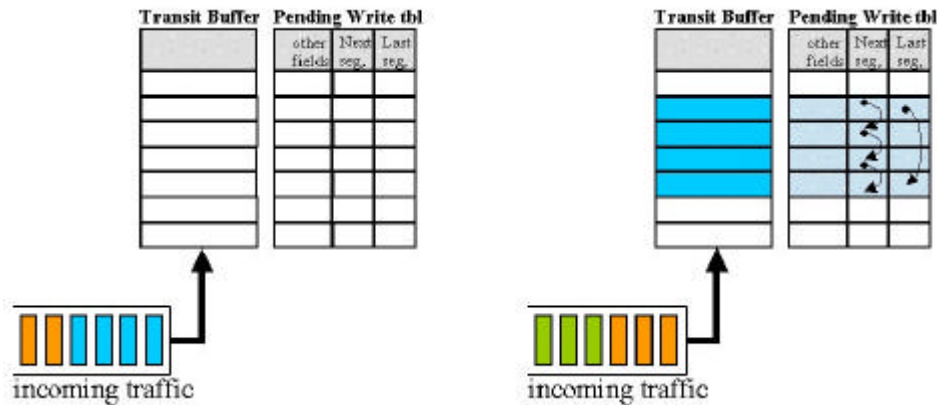 Transit Buffer Pending Write tbl
other fields
Next seg.
Last seg.
incoming traffic
Transit Buffer Pending Write tbl
other fields
Next seg.
Last seg.
incoming traffic